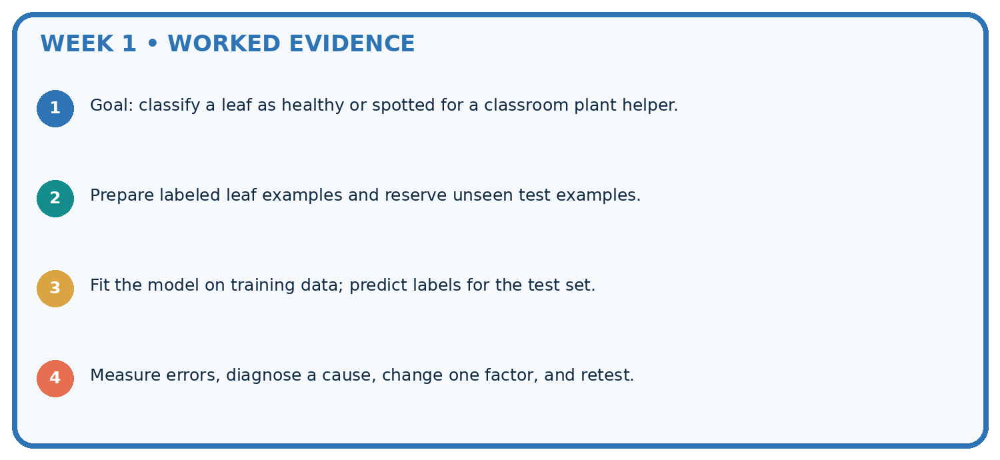 WEEK 1 • WORKED EVIDENCE
1 Goal: classify a leaf as healthy or spotted for a classroom plant helper.
2 Prepare labeled leaf examples and reserve unseen test examples.
3 Fit the model on training data; predict labels for the test set.
4 Measure errors, diagnose a cause, change one factor, and retest.